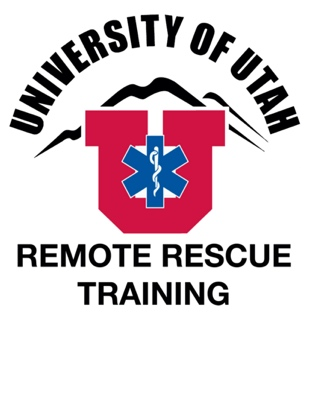 UNIVERSITY OF UTAH
U
REMOTE RESCUE
TRAINING